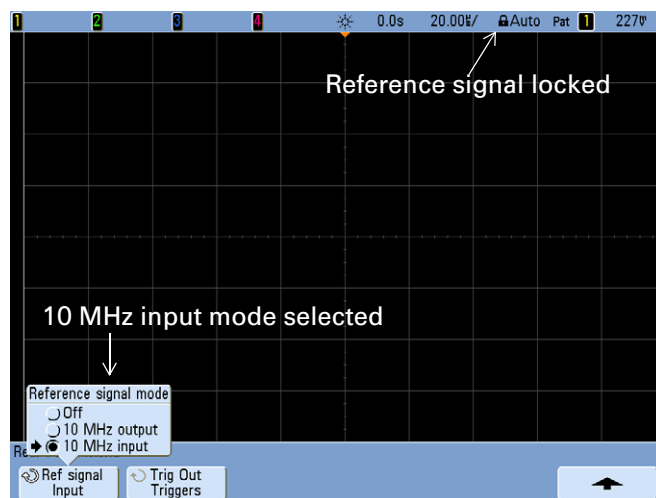 1 2 3 4 0.0s 20.00%/ Auto Pat 1 227%
Reference signal locked
10 MHz input mode selected
Reference signal mode
Off
10 MHz output
10 MHz input
Ref signal
Input
Trig Out
Triggers